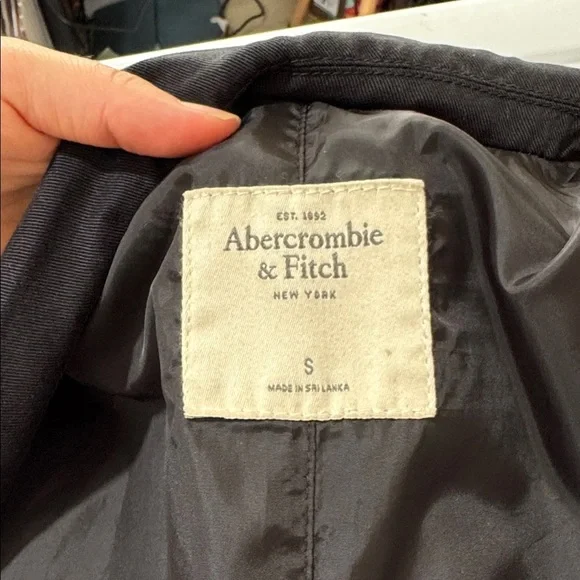 EST. 1892
Abercrombie
& Fitch
NEW YORK
S
MADE IN SRI LANKA